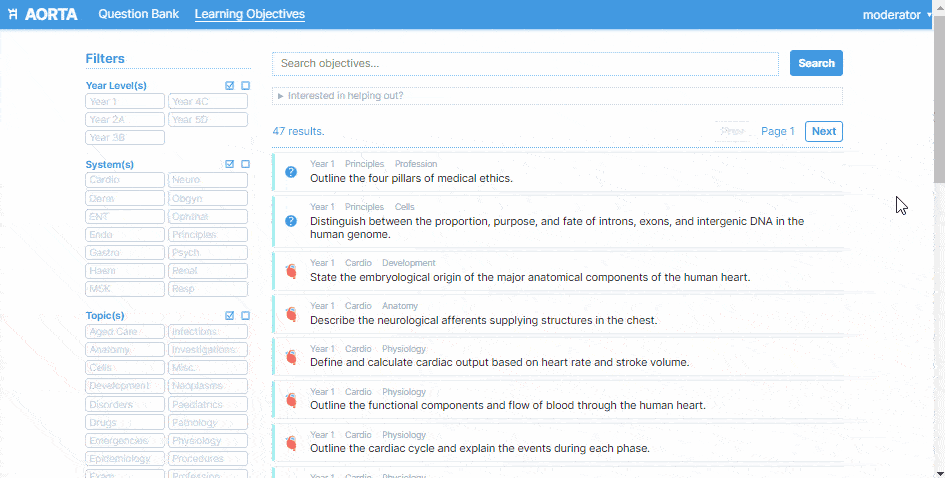 AORTA Question Bank Learning Objectives moderator
Filters
Year Level(s)
Year 1 Year 4C
Year 2A Year 5D
Year 3B
System(s)
Cardio Neuro
Derm Obgyn
ENT Ophthal
Endo Principles
Gastro Psych
Haem Renal
MSK Resp
Topic(s)
Aged Care Infections
Anatomy Investigations
Cells Misc
Development Neoplasms
Disorders Paediatrics
Drugs Pathology
Emergencies Physiology
Epidemiology Procedures
Exam Profession
Search objectives... Search
Interested in helping out?
47 results. Prev Page 1 Next
Year 1 Principles Profession
Outline the four pillars of medical ethics.
Year 1 Principles Cells
Distinguish between the proportion, purpose, and fate of introns, exons, and intergenic DNA in the
human genome.
Year 1 Cardio Development
State the embryological origin of the major anatomical components of the human heart.
Year 1 Cardio Anatomy
Describe the neurological afferents supplying structures in the chest.
Year 1 Cardio Physiology
Define and calculate cardiac output based on heart rate and stroke volume.
Year 1 Cardio Physiology
Outline the functional components and flow of blood through the human heart.
Year 1 Cardio Physiology
Outline the cardiac cycle and explain the events during each phase.
Year 1 Cardio Physiology